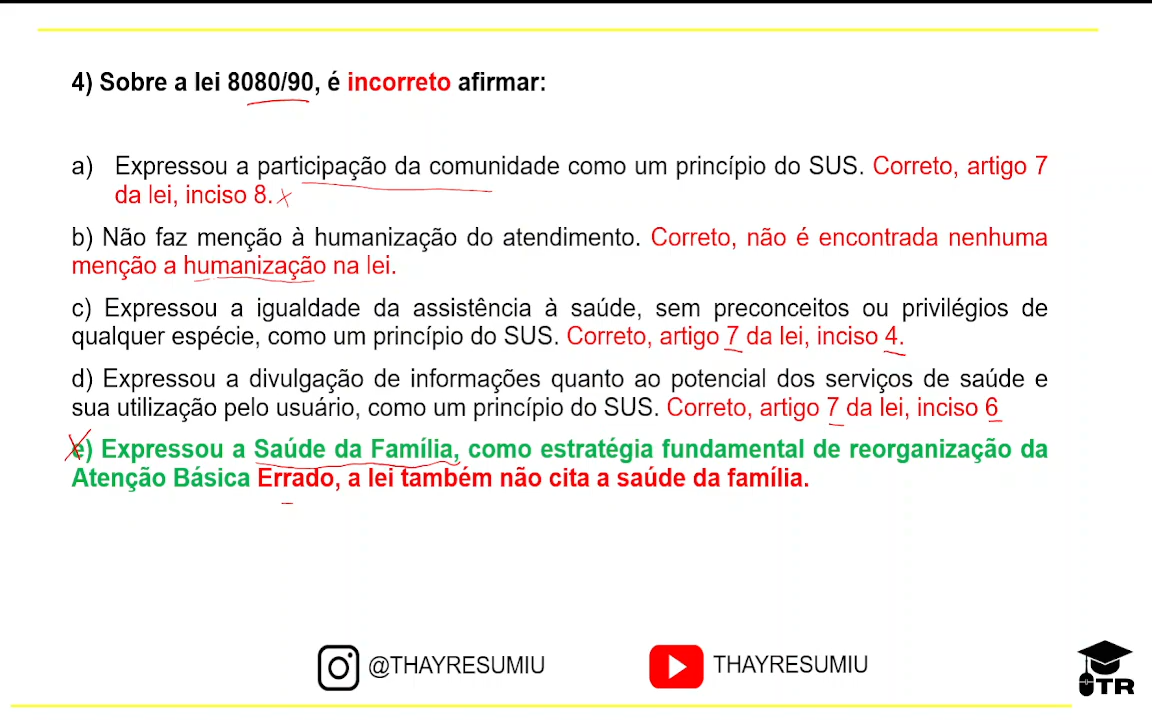 4) Sobre a lei 8080/90, é incorreto afirmar:
a) Expressou a participação da comunidade como um princípio do SUS. Correto, artigo 7
da lei, inciso 8.
b) Não faz menção à humanização do atendimento. Correto, não é encontrada nenhuma
menção a humanização na lei.
c) Expressou a igualdade da assistência à saúde, sem preconceitos ou privilégios de
qualquer espécie, como um princípio do SUS. Correto, artigo 7 da lei, inciso 4.
d) Expressou a divulgação de informações quanto ao potencial dos serviços de saúde e
sua utilização pelo usuário, como um princípio do SUS. Correto, artigo 7 da lei, inciso 6
e) Expressou a Saúde da Família, como estratégia fundamental de reorganização da
Atenção Básica Errado, a lei também não cita a saúde da família.
@THAYRESUMIU
THAYRESUMIU
TR